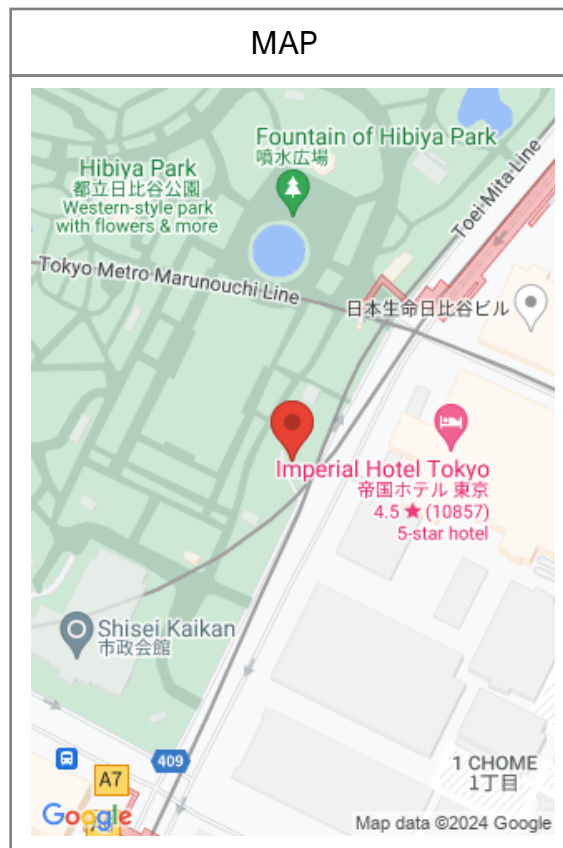 MAP
Fountain of Hibiya Park
噴水広場
Hibiya Park
都立日比谷公園
Western-style park
with flowers & more
Toei Mita Line
Tokyo Metro Marunouchi Line
日本生命日比谷ビル
Imperial Hotel Tokyo
帝国ホテル 東京
4.5 ★ (10857)
5-star hotel
Shisei Kaikan
市政会館
409
A7
1 CHOME
1丁目
Google
Map data ©2024 Google